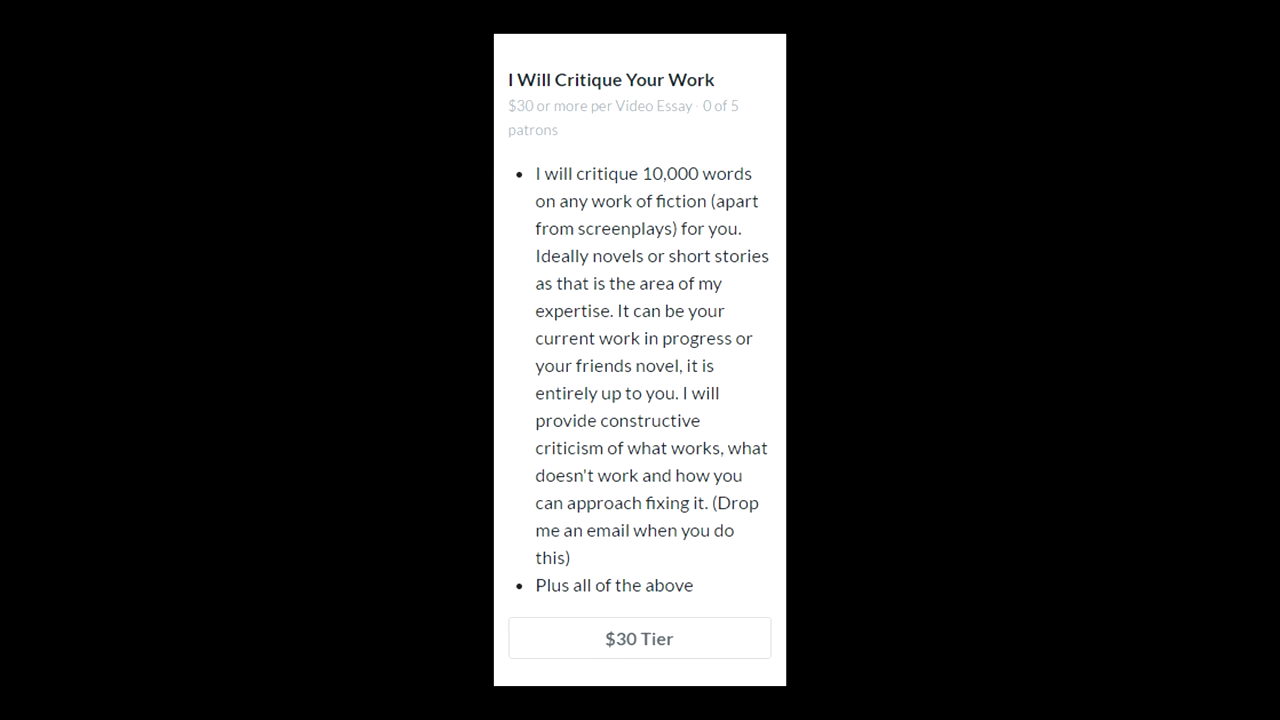 I Will Critique Your Work
$30 or more per Video Essay · 0 of 5
patrons
• I will critique 10,000 words
on any work of fiction (apart
from screenplays) for you.
Ideally novels or short stories
as that is the area of my
expertise. It can be your
current work in progress or
your friends novel, it is
entirely up to you. I will
provide constructive
criticism of what works, what
doesn't work and how you
can approach fixing it. (Drop
me an email when you do
this)
• Plus all of the above
$30 Tier